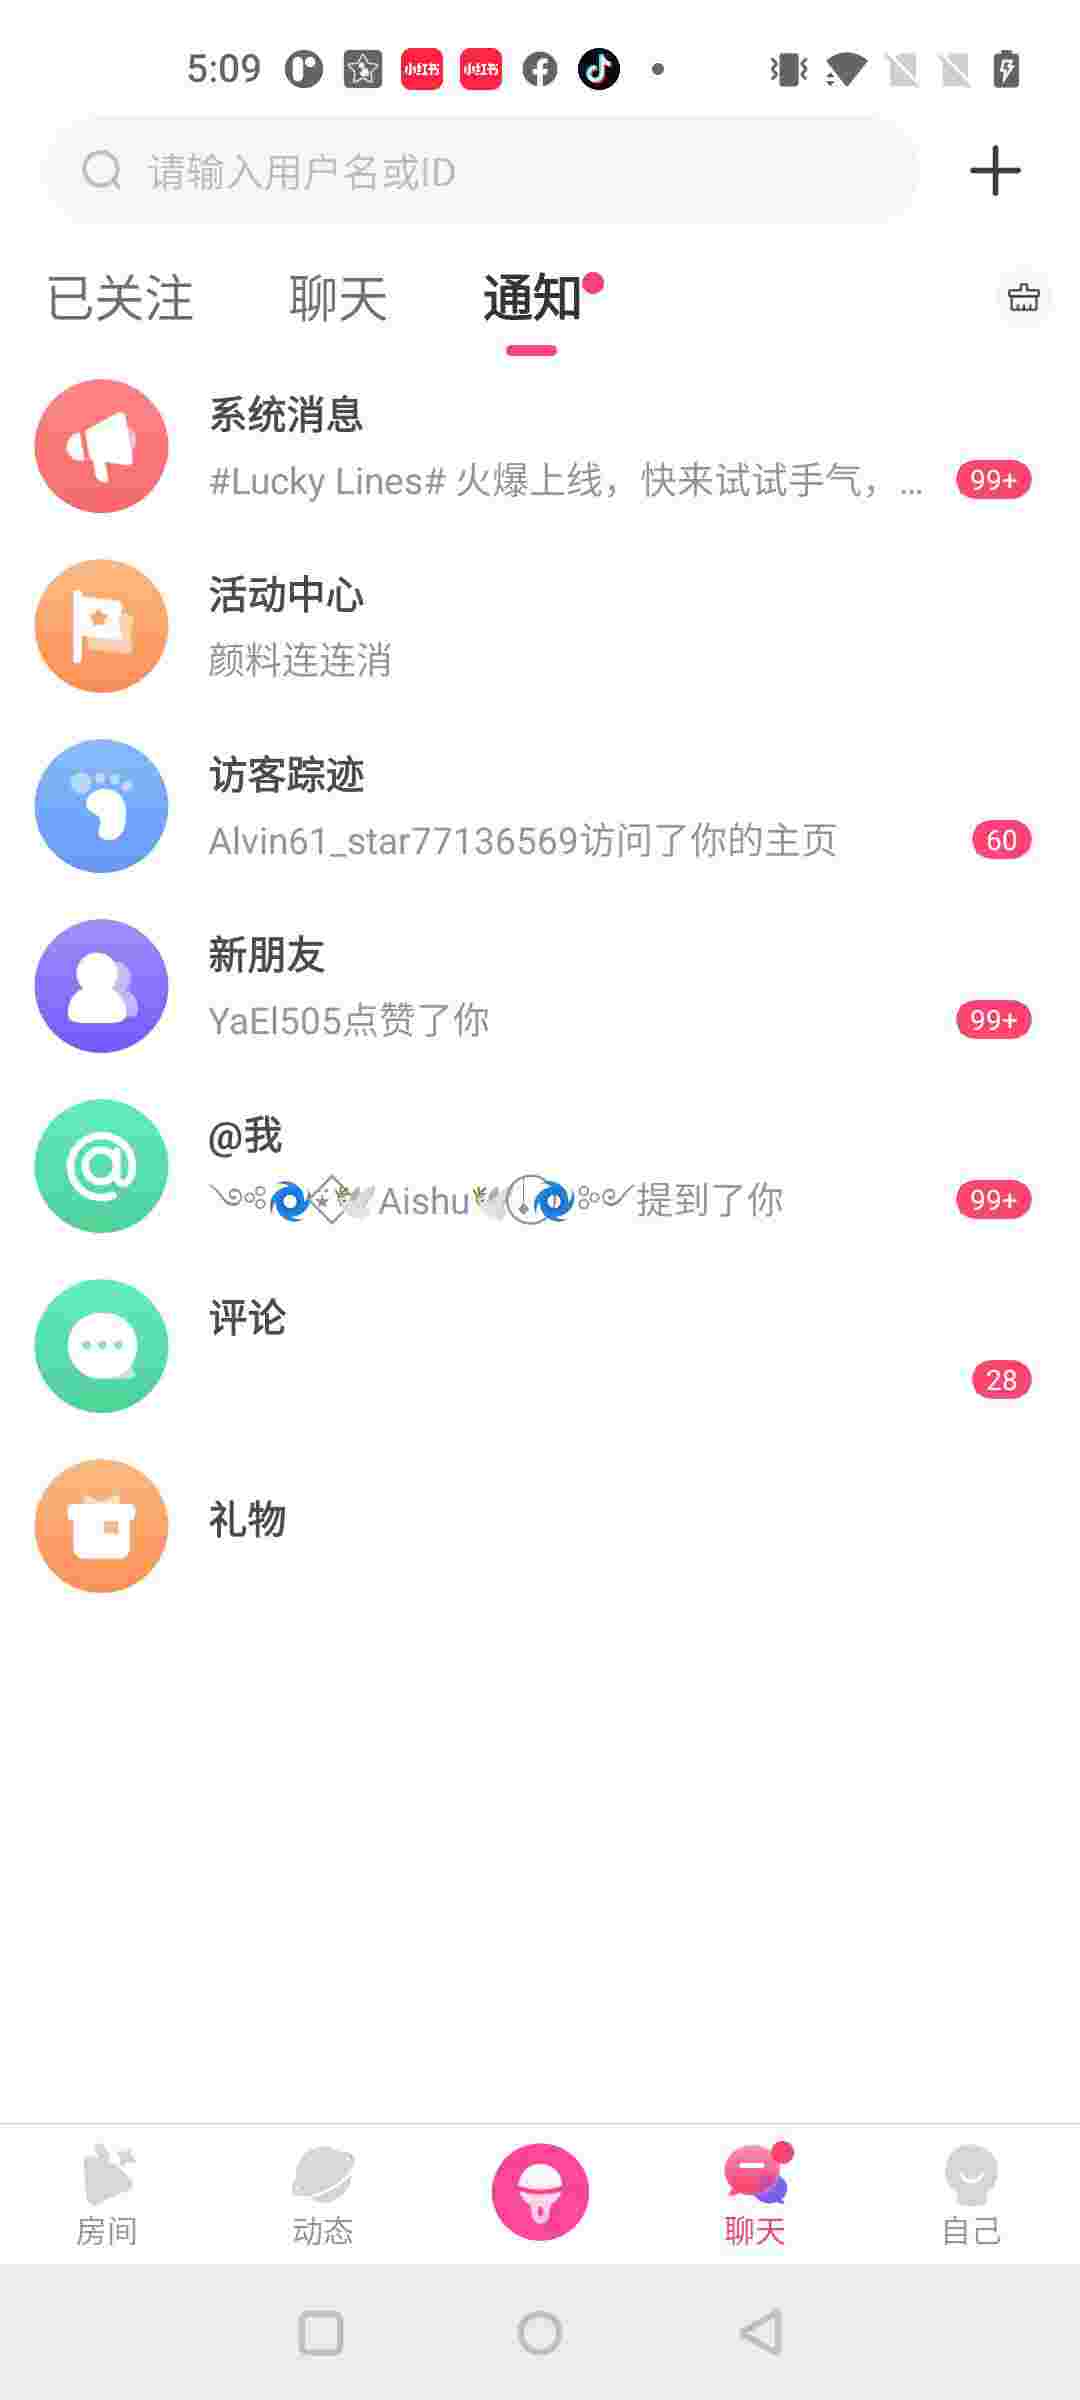 5:09
小红书 小红书
请输入用户名或ID
已关注 聊天 通知
系统消息
#Lucky Lines# 火爆上线，快来试试手气，...
99+
活动中心
颜料连连消
访客踪迹
Alvin61_star77136569访问了你的主页
60
新朋友
YaEl505点赞了你
99+
@我
Aishu 提到了你
99+
评论
28
礼物
房间 动态 聊天 自己